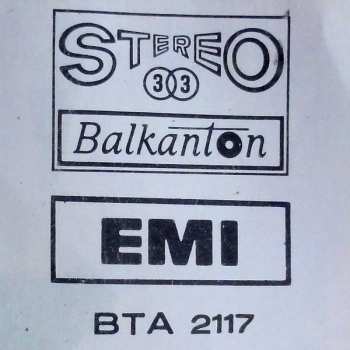 STEREO
33
Balkanton
EMI
BTA 2117